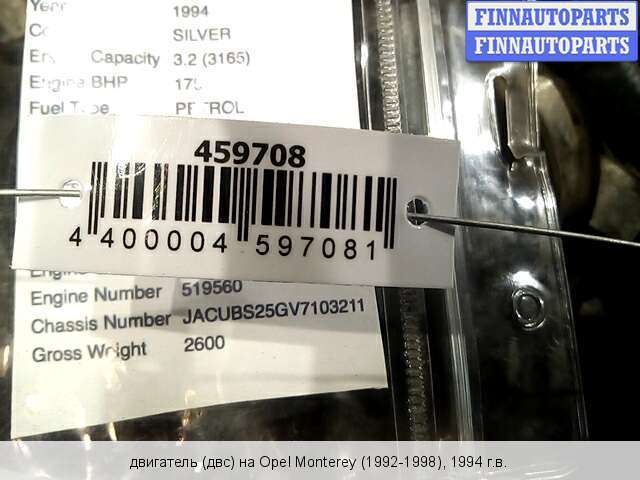 FINNAUTOPARTS
FINNAUTOPARTS
Year 1994
SILVER
Capacity 3.2 (3165)
Engine BHP
Fuel Type PETROL
459708
4 400004 597081
Engine Number 519560
Chassis Number JACUBS25GV7103211
Gross Weight 2600
двигатель (двс) на Opel Monterey (1992-1998), 1994 г.в.